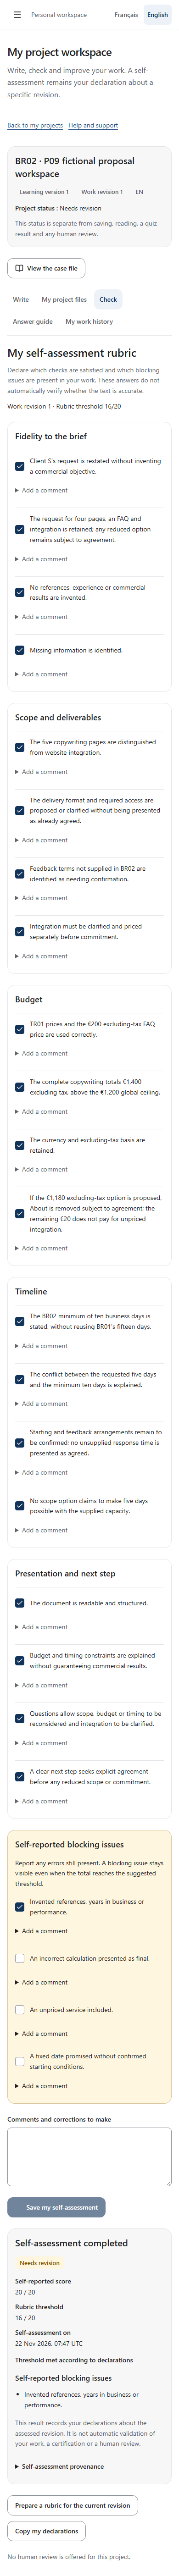 Personal workspace
Français
English
My project workspace
Write, check and improve your work. A self-
assessment remains your declaration about a
specific revision.
Back to my projects
Help and support
BR02 · P09 fictional proposal
workspace
Learning version 1
Work revision 1
EN
Project status : Needs revision
This status is separate from saving, reading, a quiz
result and any human review.
View the case file
Write
My project files
Check
Answer guide
My work history
My self-assessment rubric
Declare which checks are satisfied and which blocking
issues are present in your work. These answers do not
automatically verify whether the text is accurate.
Work revision 1 · Rubric threshold 16/20
Fidelity to the brief
Client S's request is restated without inventing
a commercial objective.
Add a comment
The request for four pages, an FAQ and
integration is retained; any reduced option
remains subject to agreement.
Add a comment
No references, experience or commercial
results are invented.
Add a comment
Missing information is identified.
Add a comment
Scope and deliverables
The five copywriting pages are distinguished
from website integration.
Add a comment
The delivery format and required access are
proposed or clarified without being presented
as already agreed.
Add a comment
Feedback terms not supplied in BR02 are
identified as needing confirmation.
Add a comment
Integration must be clarified and priced
separately before commitment.
Add a comment
Budget
TR01 prices and the €200 excluding-tax FAQ
price are used correctly.
Add a comment
The complete copywriting totals €1,400
excluding tax, above the €1,200 global ceiling.
Add a comment
The currency and excluding-tax basis are
retained.
Add a comment
If the €1,180 excluding-tax option is proposed,
About is removed subject to agreement; the
remaining €20 does not pay for unpriced
integration.
Add a comment
Timeline
The BR02 minimum of ten business days is
stated, without reusing BR01's fifteen days.
Add a comment
The conflict between the requested five days
and the minimum ten days is explained.
Add a comment
Starting and feedback arrangements remain to
be confirmed; no unsupplied response time is
presented as agreed.
Add a comment
No scope option claims to make five days
possible with the supplied capacity.
Add a comment
Presentation and next step
The document is readable and structured.
Add a comment
Budget and timing constraints are explained
without guaranteeing commercial results.
Add a comment
Questions allow scope, budget or timing to be
reconsidered and integration to be clarified.
Add a comment
A clear next step seeks explicit agreement
before any reduced scope or commitment.
Add a comment
Self-reported blocking issues
Report any errors still present. A blocking issue stays
visible even when the total reaches the suggested
threshold.
Invented references, years in business or
performance.
Add a comment
An incorrect calculation presented as final.
Add a comment
An unpriced service included.
Add a comment
A fixed date promised without confirmed
starting conditions.
Add a comment
Comments and corrections to make
Save my self-assessment
Self-assessment completed
Needs revision
Self-reported score
20 / 20
Rubric threshold
16 / 20
Self-assessment on
22 Nov 2026, 07:47 UTC
Threshold met according to declarations
Self-reported blocking issues
Invented references, years in business or
performance.
This result records your declarations about the
assessed revision. It is not automatic validation of
your work, a certification or a human review.
Self-assessment provenance
Prepare a rubric for the current revision
Copy my declarations
No human review is offered for this project.